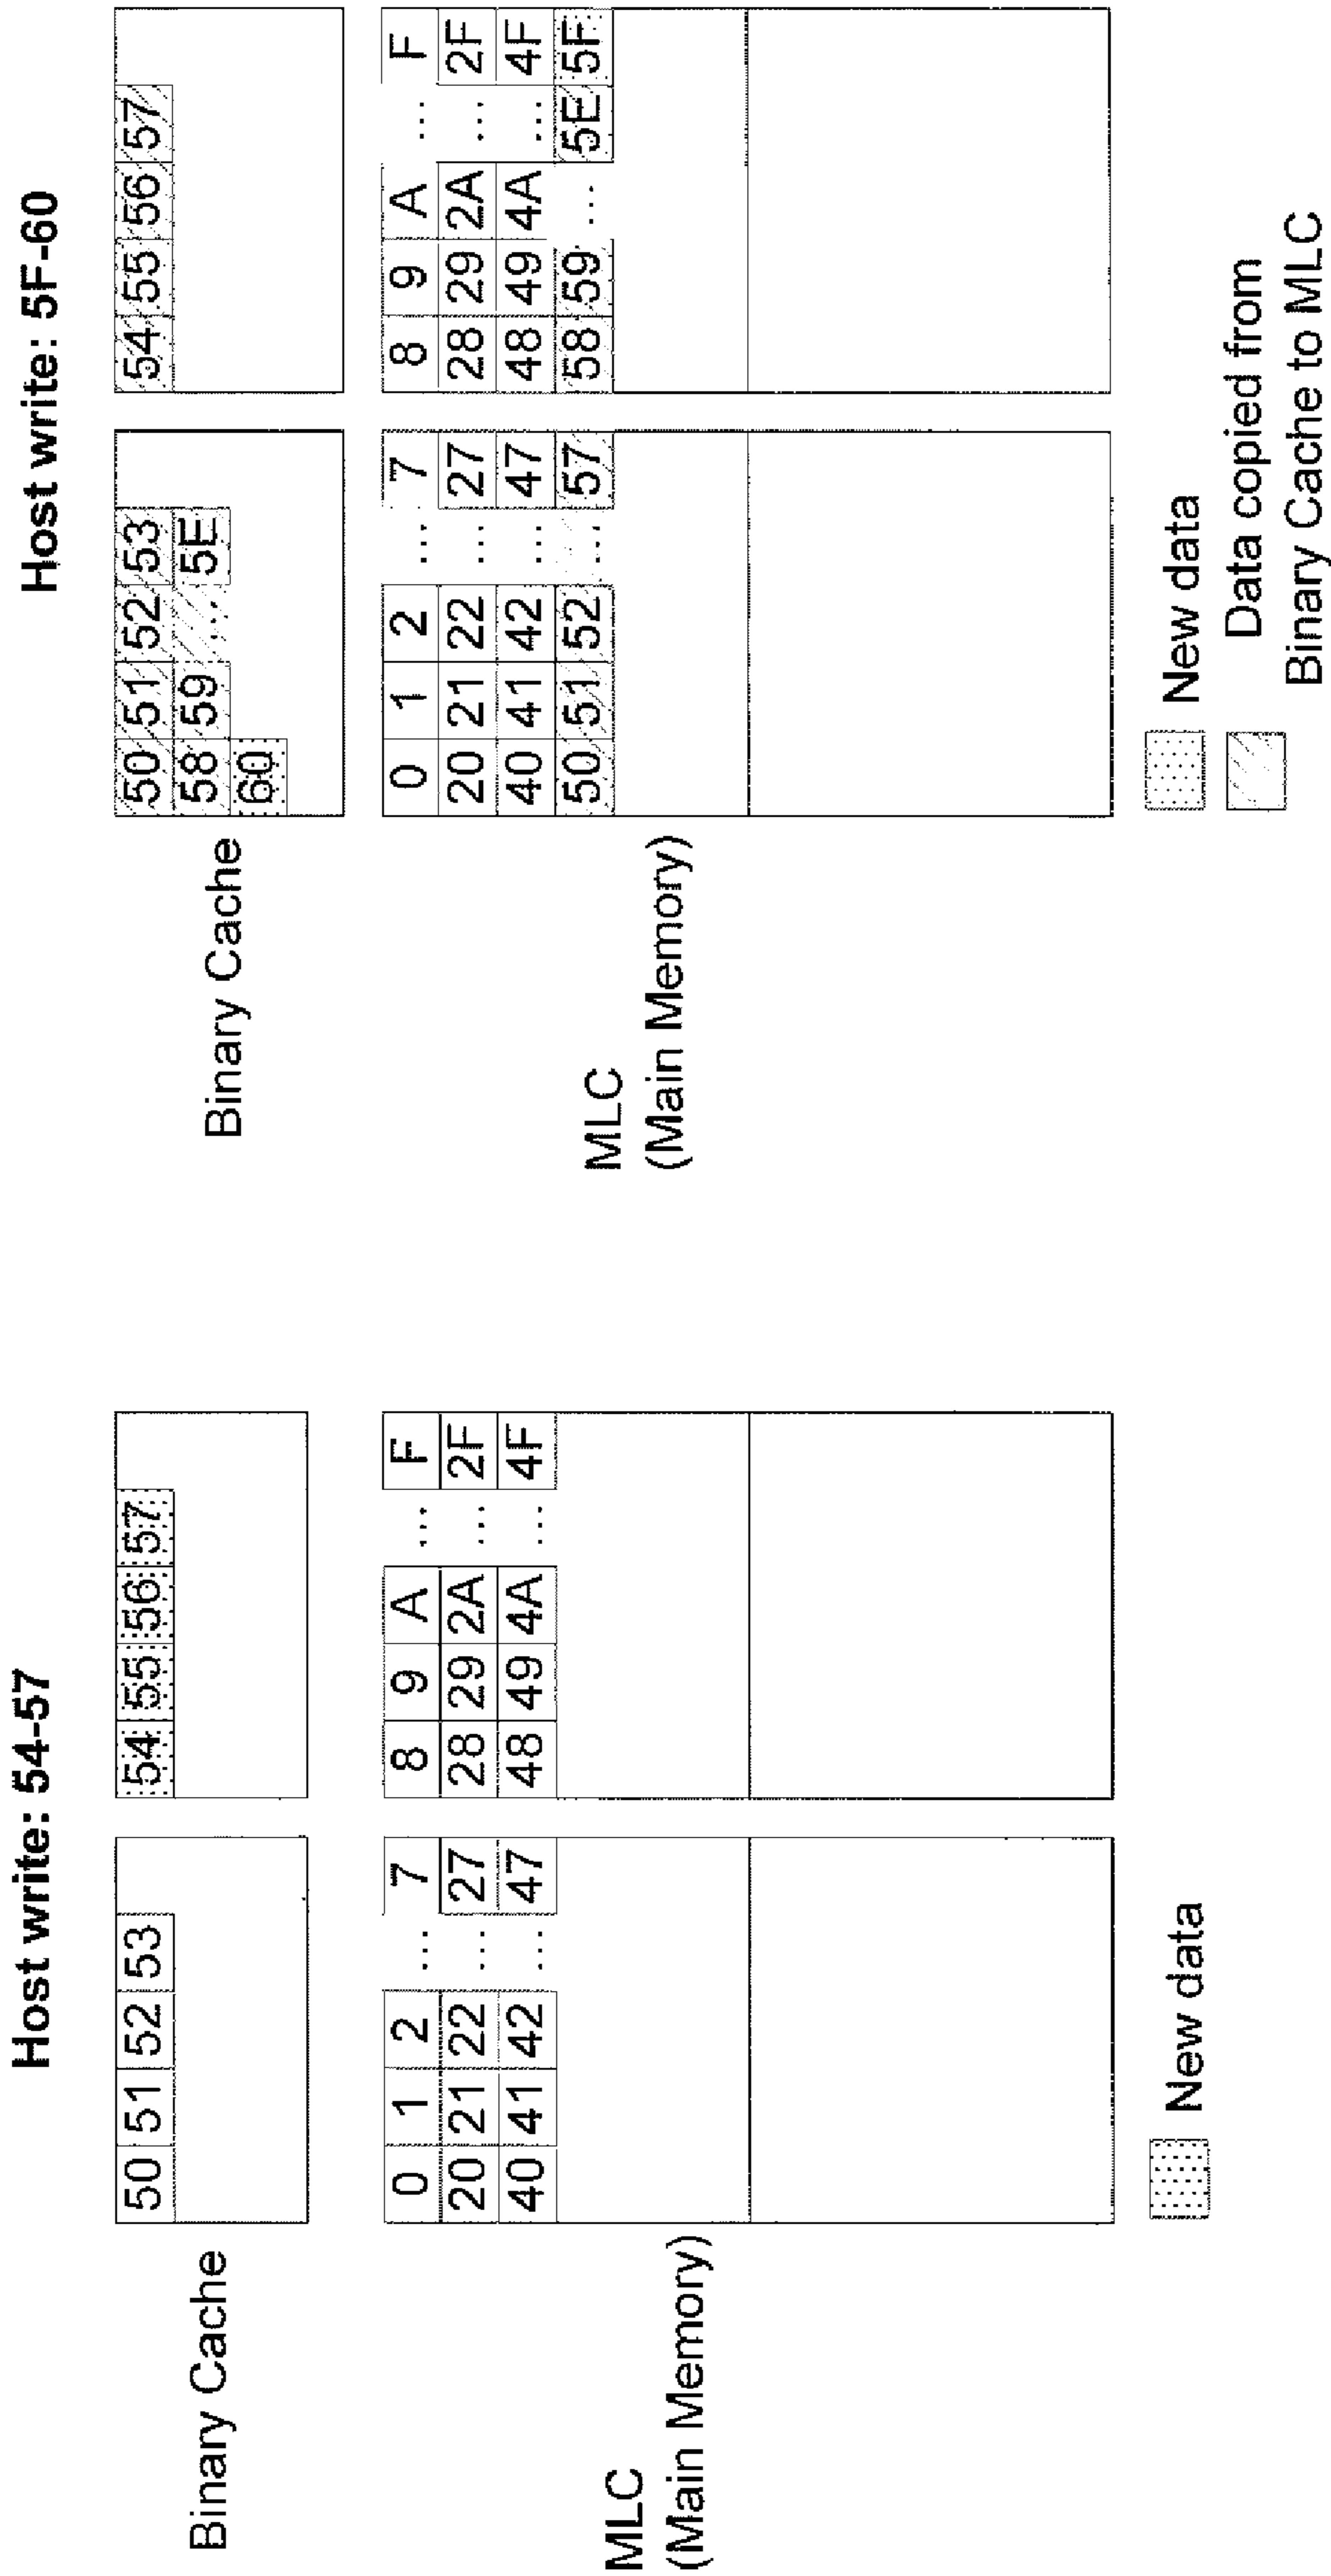 Host write: 54-57
Binary Cache
50 51 52 53
54 55 56 57
MLC
(Main Memory)
0 1 2 ... 7
8 9 A ... F
20 21 22 ... 27
28 29 2A ... 2F
40 41 42 ... 47
48 49 4A ... 4F
New data
Host write: 5F-60
Binary Cache
50 51 52 53
54 55 56 57
58 59 ... 5E
60
MLC
(Main Memory)
0 1 2 ... 7
8 9 A ... F
20 21 22 ... 27
28 29 2A ... 2F
40 41 42 ... 47
48 49 4A ... 4F
50 51 52 ... 57
58 59 ... 5E 5F
New data
Data copied from
Binary Cache to MLC